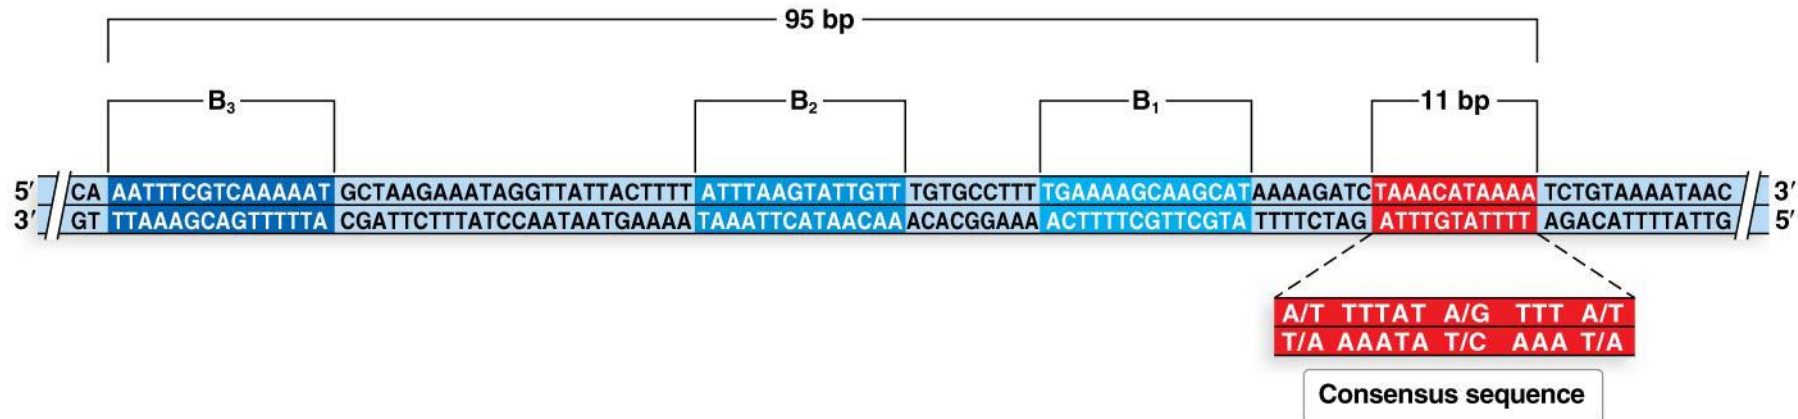 95 bp
B₃ B₂ B₁ 11 bp
5′ CA AATTTCGTCAAAAAT GCTAAGAAATAGGTTATTACTTTT ATTTAAGTATTGTT TGTGCCTTT TGAAAAGCAAGCAT AAAAGATC TAAACATAAAA TCTGTAAAATAAC 3′
3′ GT TTAAAGCAGTTTTTA CGATTCTTTATCCAATAATGAAAA TAAATTCATAACAA ACACGGAAA ACTTTTCGTTCGTA TTTTCTAG ATTTGTATTTT AGACATTTTATTG 5′
A/T TTTAT A/G TTT A/T
T/A AAATA T/C AAA T/A
Consensus sequence